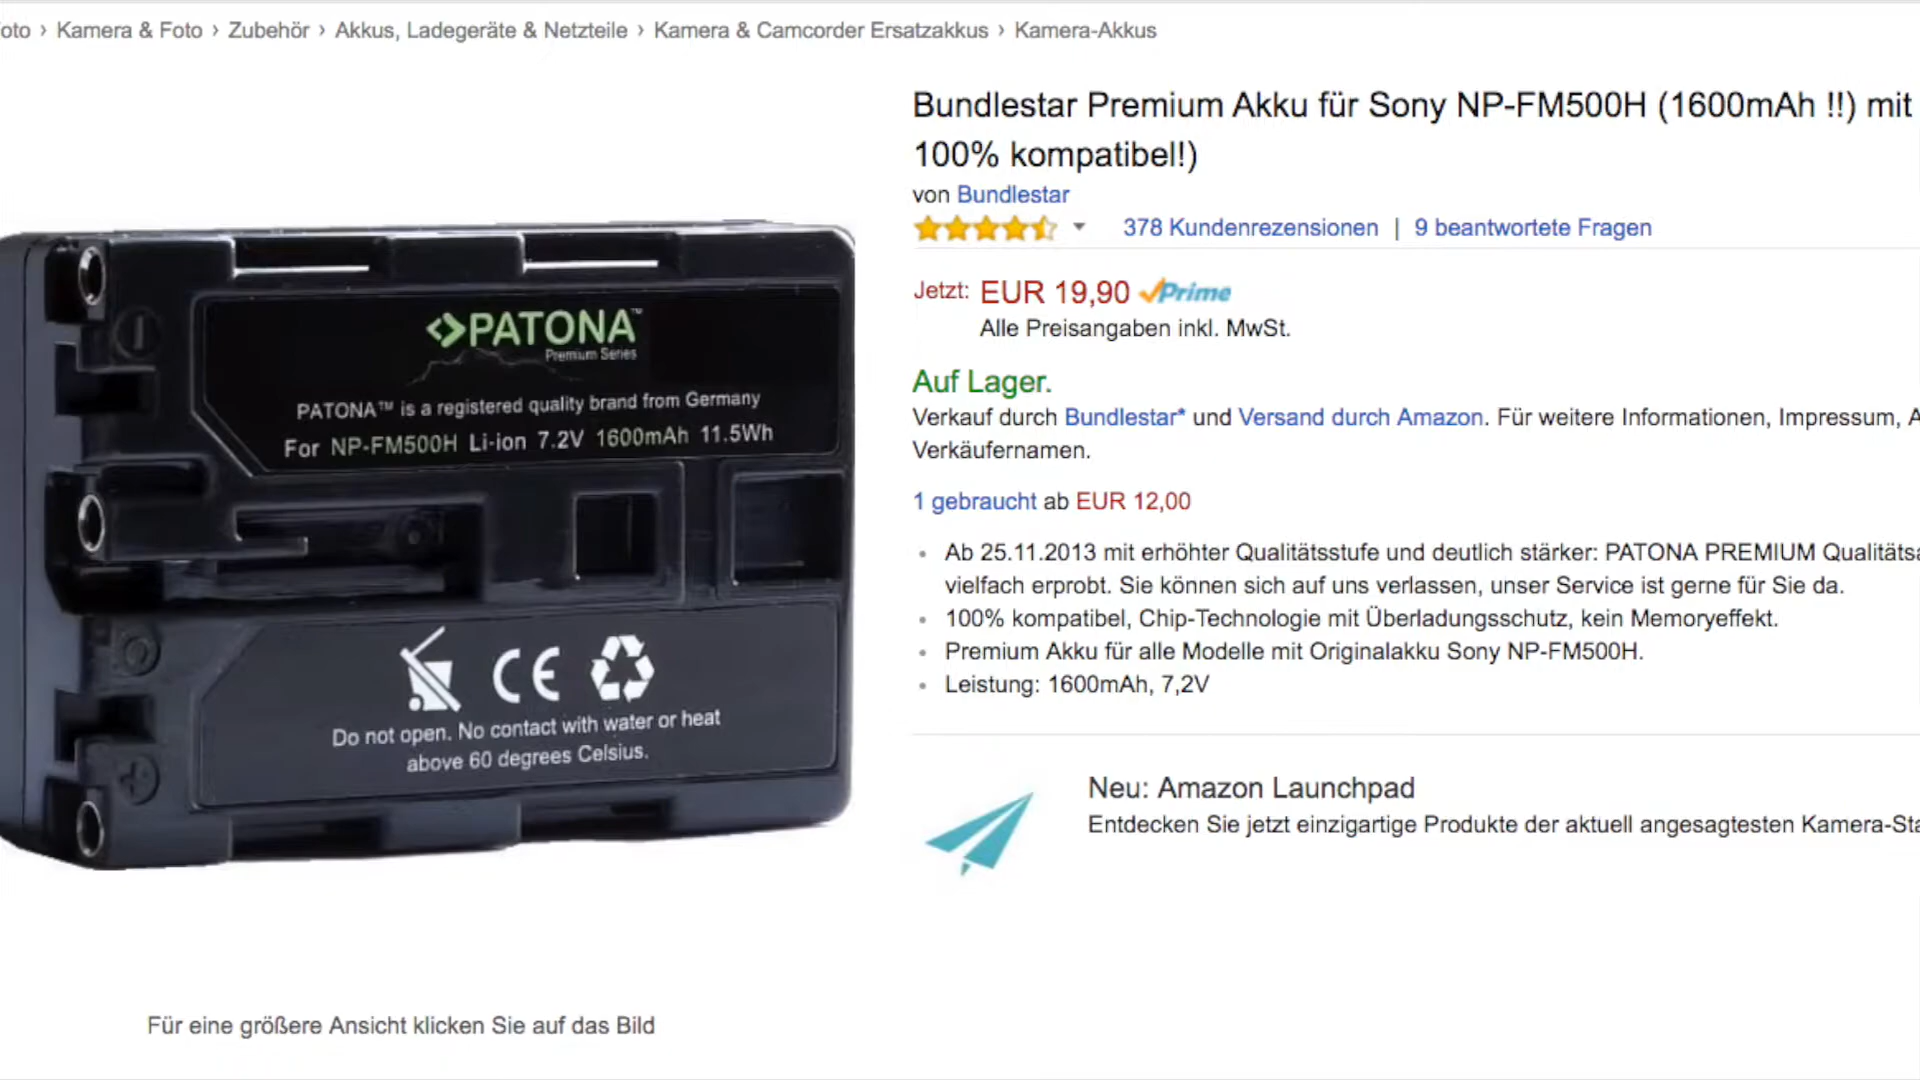 oto › Kamera & Foto › Zubehör › Akkus, Ladegeräte & Netzteile › Kamera & Camcorder Ersatzakkus › Kamera-Akkus
Bundlestar Premium Akku für Sony NP-FM500H (1600mAh !!) mit
100% kompatibel!)
von Bundlestar
378 Kundenrezensionen | 9 beantwortete Fragen
Jetzt: EUR 19,90 Prime
Alle Preisangaben inkl. MwSt.
Auf Lager.
Verkauf durch Bundlestar* und Versand durch Amazon. Für weitere Informationen, Impressum, A
Verkäufernamen.
1 gebraucht ab EUR 12,00
• Ab 25.11.2013 mit erhöhter Qualitätsstufe und deutlich stärker: PATONA PREMIUM Qualitätsa
vielfach erprobt. Sie können sich auf uns verlassen, unser Service ist gerne für Sie da.
• 100% kompatibel, Chip-Technologie mit Überladungsschutz, kein Memoryeffekt.
• Premium Akku für alle Modelle mit Originalakku Sony NP-FM500H.
• Leistung: 1600mAh, 7,2V
Neu: Amazon Launchpad
Entdecken Sie jetzt einzigartige Produkte der aktuell angesagtesten Kamera-Sta
PATONA™
Premium Series
PATONA™ is a registered quality brand from Germany
For NP-FM500H Li-ion 7.2V 1600mAh 11.5Wh
CE
Do not open. No contact with water or heat
above 60 degrees Celsius.
Für eine größere Ansicht klicken Sie auf das Bild